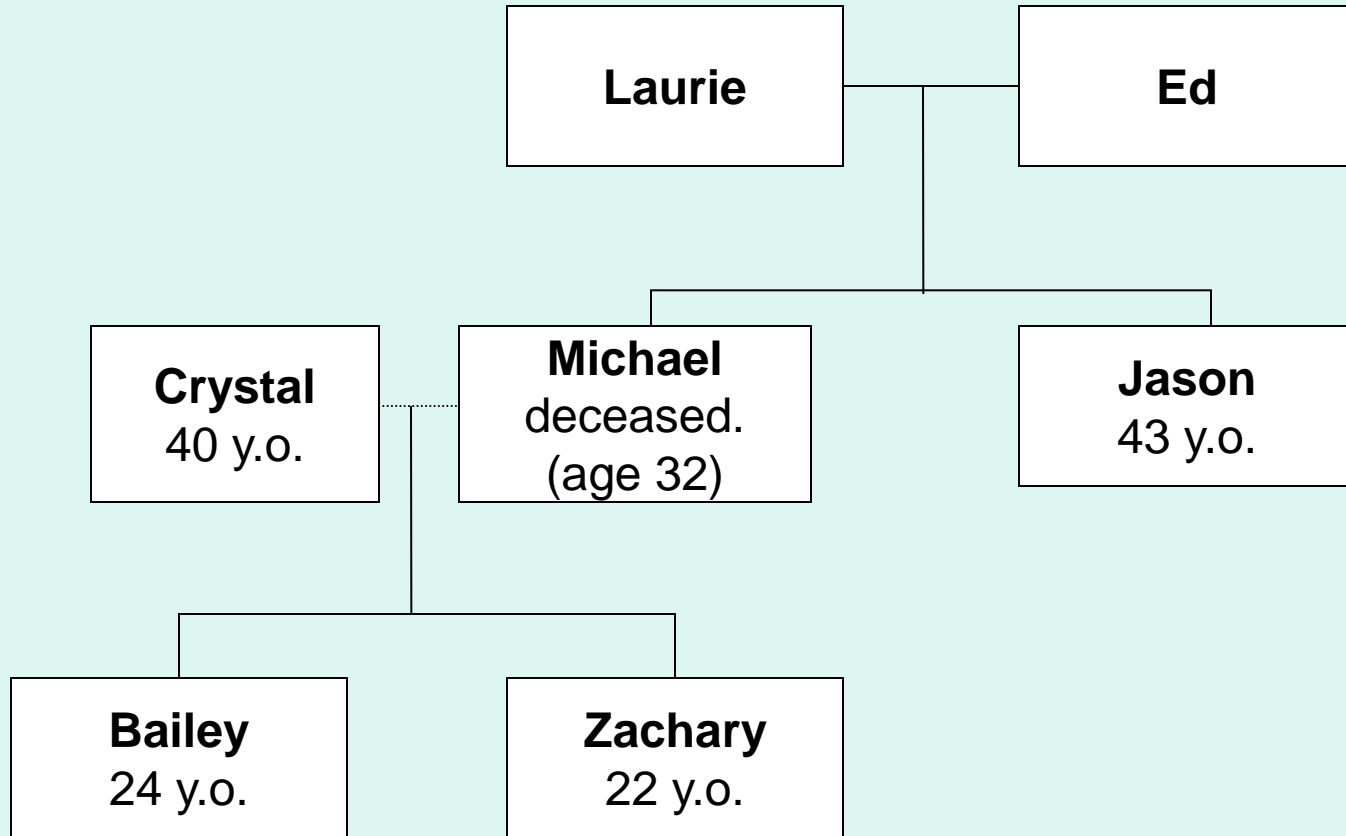 Laurie
Ed
Crystal
40 y.o.
Michael
deceased.
(age 32)
Jason
43 y.o.
Bailey
24 y.o.
Zachary
22 y.o.